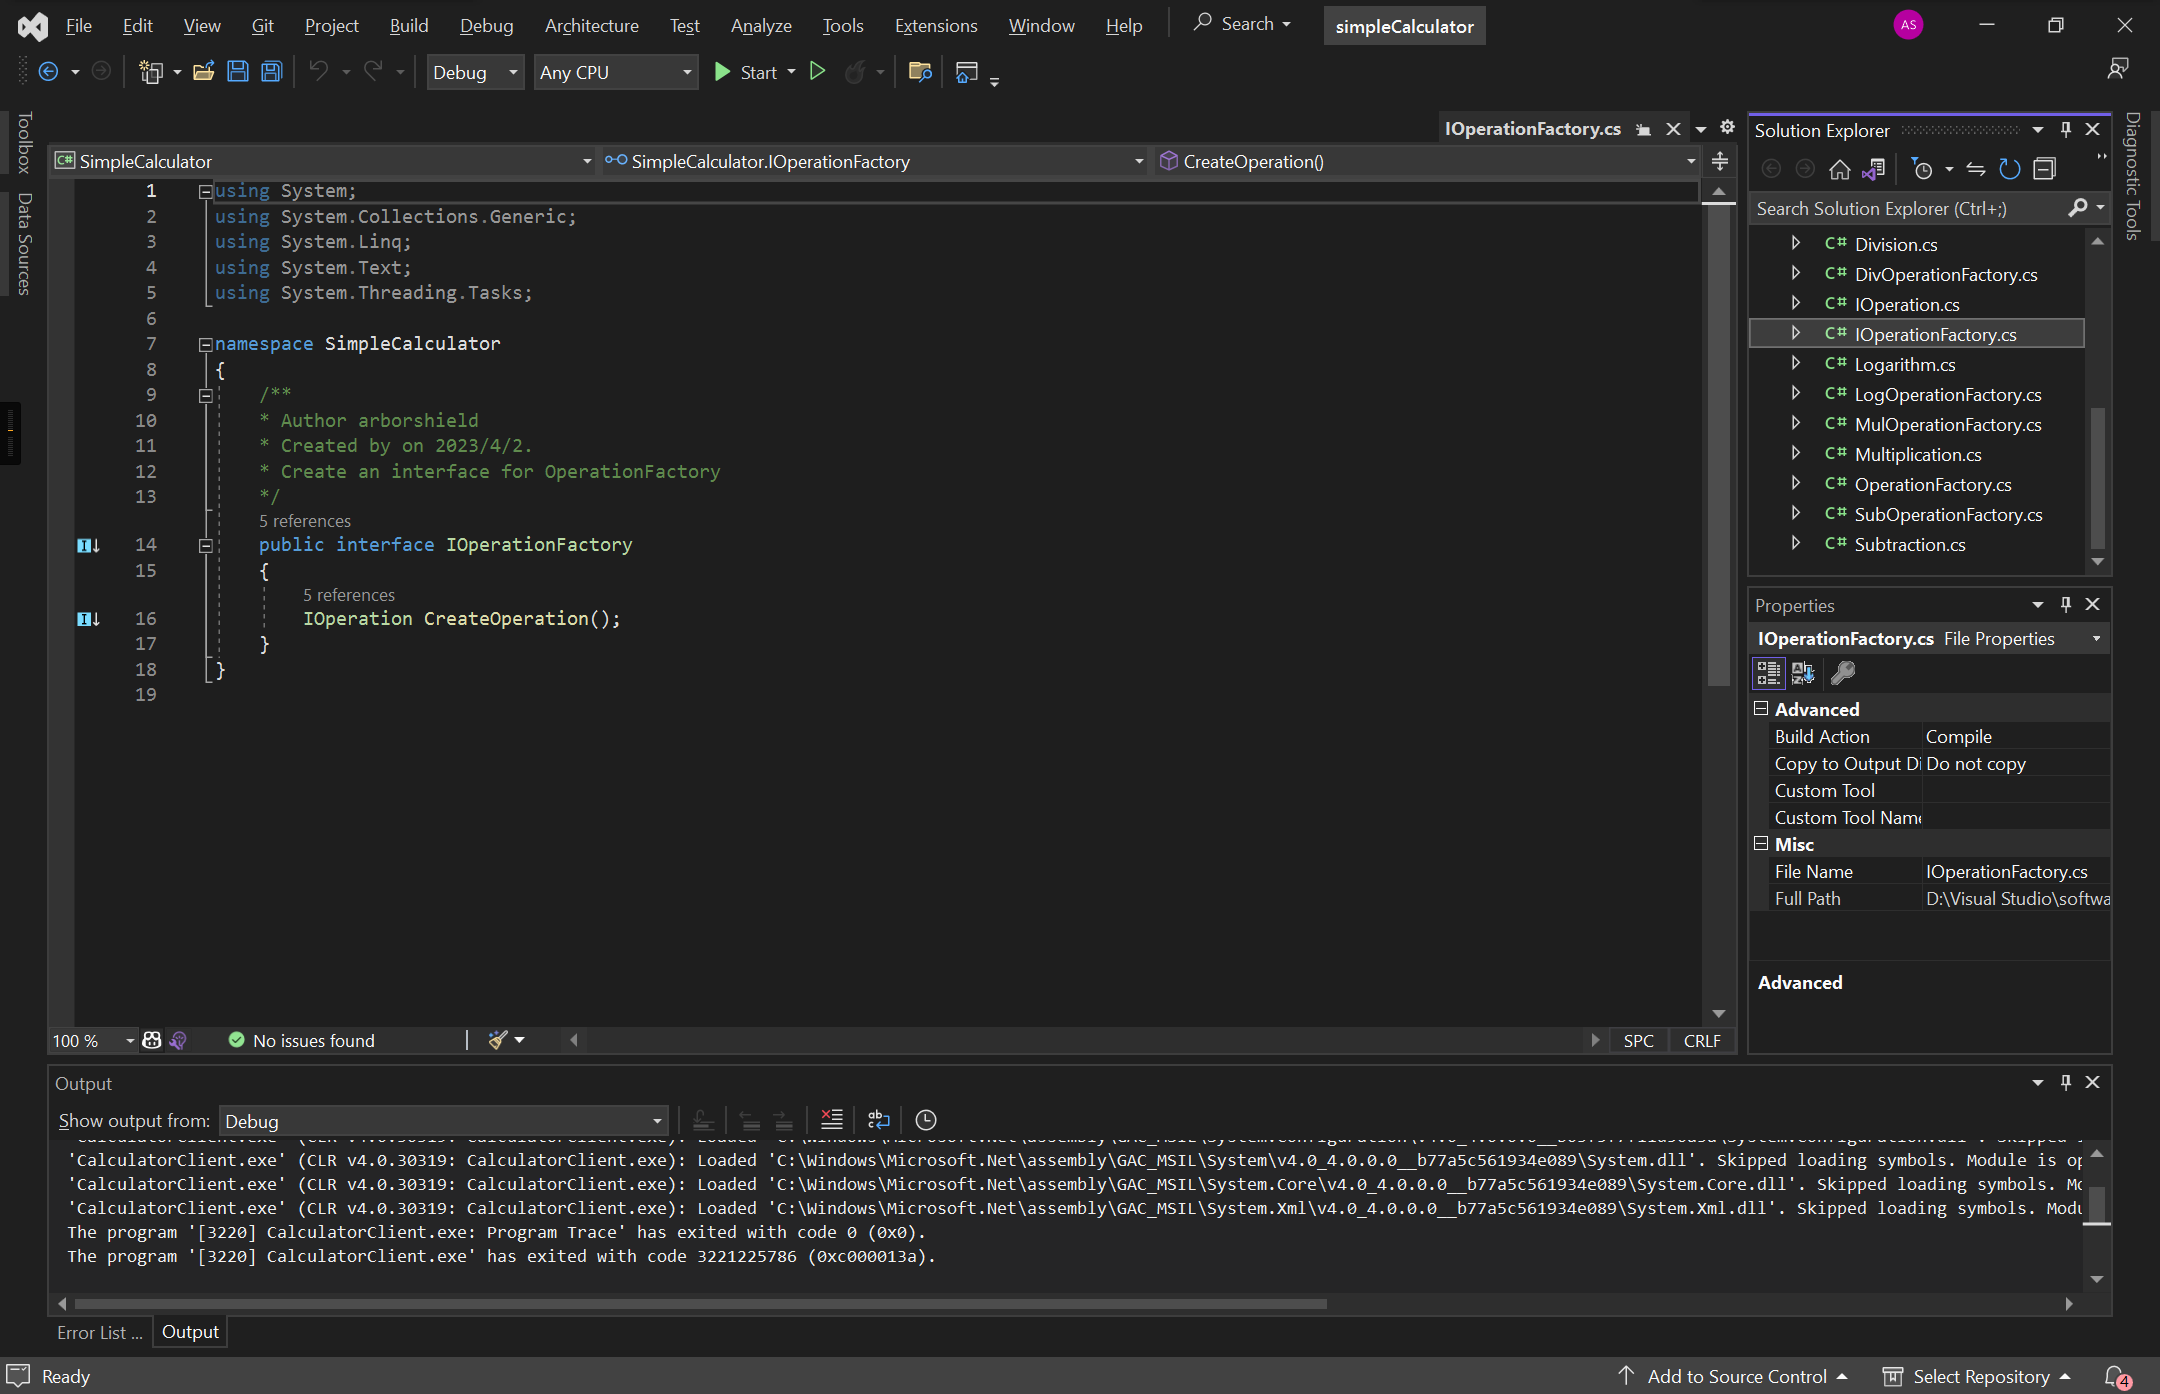 File Edit View Git Project Build Debug Architecture Test Analyze Tools Extensions Window Help Search simpleCalculator AS
Debug Any CPU Start
Toolbox
Data Sources
IOperationFactory.cs
SimpleCalculator SimpleCalculator.IOperationFactory CreateOperation()
1 using System;
2 using System.Collections.Generic;
3 using System.Linq;
4 using System.Text;
5 using System.Threading.Tasks;
6
7 namespace SimpleCalculator
8 {
9 /**
10 * Author arborshield
11 * Created by on 2023/4/2.
12 * Create an interface for OperationFactory
13 */
5 references
14 public interface IOperationFactory
15 {
5 references
16 IOperation CreateOperation();
17 }
18 }
19
100 % No issues found SPC CRLF
Solution Explorer
Search Solution Explorer (Ctrl+;)
C# Division.cs
C# DivOperationFactory.cs
C# IOperation.cs
C# IOperationFactory.cs
C# Logarithm.cs
C# LogOperationFactory.cs
C# MulOperationFactory.cs
C# Multiplication.cs
C# OperationFactory.cs
C# SubOperationFactory.cs
C# Subtraction.cs
Diagnostic Tools
Properties
IOperationFactory.cs File Properties
Advanced
Build Action Compile
Copy to Output Di Do not copy
Custom Tool
Custom Tool Name
Misc
File Name IOperationFactory.cs
Full Path D:\Visual Studio\softwa
Advanced
Output
Show output from: Debug
'CalculatorClient.exe' (CLR v4.0.30319: CalculatorClient.exe): Loaded 'C:\Windows\Microsoft.Net\assembly\GAC_MSIL\System\v4.0_4.0.0.0__b77a5c561934e089\System.dll'. Skipped loading symbols. Module is op
'CalculatorClient.exe' (CLR v4.0.30319: CalculatorClient.exe): Loaded 'C:\Windows\Microsoft.Net\assembly\GAC_MSIL\System.Core\v4.0_4.0.0.0__b77a5c561934e089\System.Core.dll'. Skipped loading symbols. Mo
'CalculatorClient.exe' (CLR v4.0.30319: CalculatorClient.exe): Loaded 'C:\Windows\Microsoft.Net\assembly\GAC_MSIL\System.Xml\v4.0_4.0.0.0__b77a5c561934e089\System.Xml.dll'. Skipped loading symbols. Modu
The program '[3220] CalculatorClient.exe: Program Trace' has exited with code 0 (0x0).
The program '[3220] CalculatorClient.exe' has exited with code 3221225786 (0xc000013a).
Error List ... Output
Ready Add to Source Control Select Repository 4